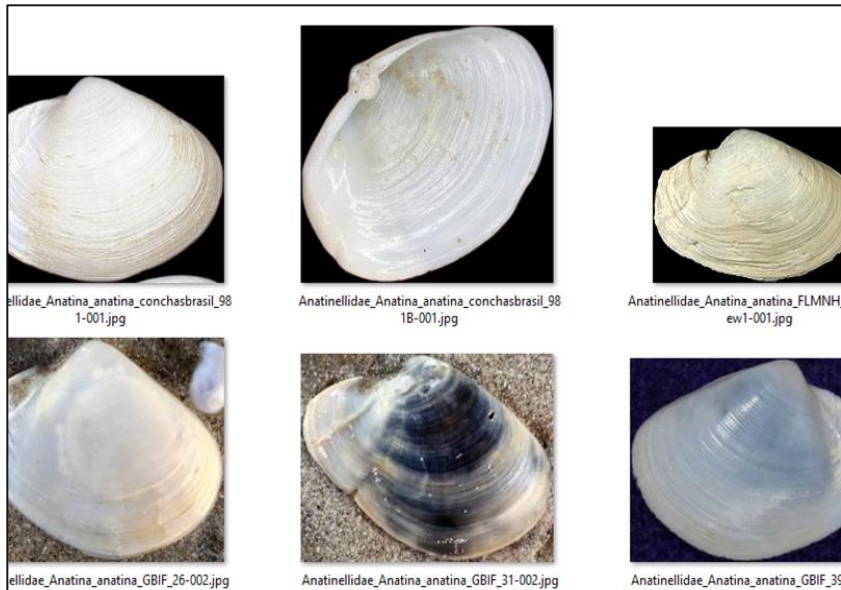 ellidae_Anatina_anatina_conchasbrasil_98
1-001.jpg
Anatinellidae_Anatina_anatina_conchasbrasil_98
1B-001.jpg
Anatinellidae_Anatina_anatina_FLMNH_
ew1-001.jpg
ellidae_Anatina_anatina_GBIF_26-002.jpg
Anatinellidae_Anatina_anatina_GBIF_31-002.jpg
Anatinellidae_Anatina_anatina_GBIF_39